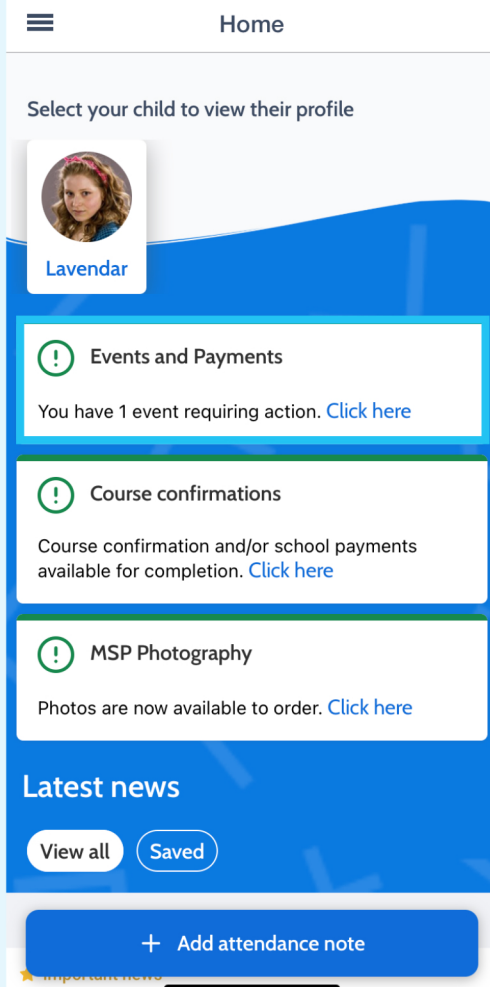 Home
Select your child to view their profile
Lavendar
Events and Payments
You have 1 event requiring action. Click here
Course confirmations
Course confirmation and/or school payments
available for completion. Click here
MSP Photography
Photos are now available to order. Click here
Latest news
View all Saved
+ Add attendance note
Important news